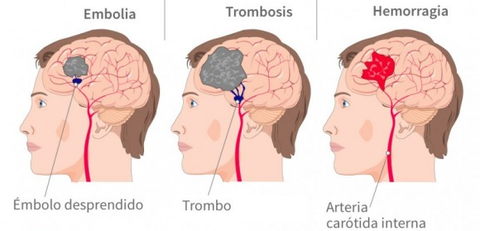 Embolia
Trombosis
Hemorragia
Émbolo desprendido
Trombo
Arteria
carótida interna